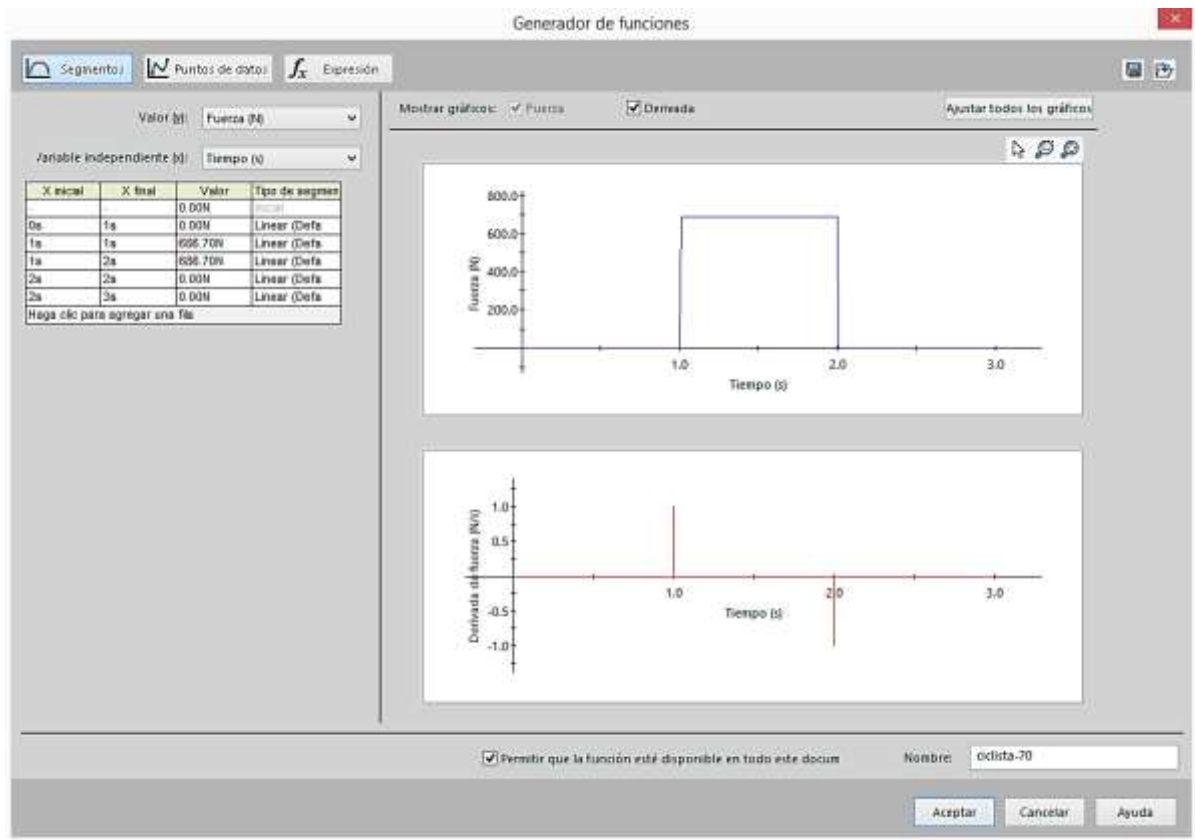 Generador de funciones
Segmentos
Puntos de datos
fx Expresión
Valor (y):
Fuerza (N)
Variable independiente (x):
Tiempo (s)
X inicial X final Valor Tipo de segmen
- - 0.00N Inicial
0s 1s 0.00N Linear (Defa
1s 1s 686.70N Linear (Defa
1s 2s 686.70N Linear (Defa
2s 2s 0.00N Linear (Defa
2s 3s 0.00N Linear (Defa
Haga clic para agregar una fila
Mostrar gráficos: Fuerza Derivada
Ajustar todos los gráficos
800.0
600.0
400.0
200.0
Fuerza (N)
1.0 2.0 3.0
Tiempo (s)
1.0
0.5
-0.5
-1.0
Derivada de fuerza (N/s)
1.0 2.0 3.0
Tiempo (s)
Permitir que la función esté disponible en todo este docum
Nombre: ciclista-70
Aceptar Cancelar Ayuda